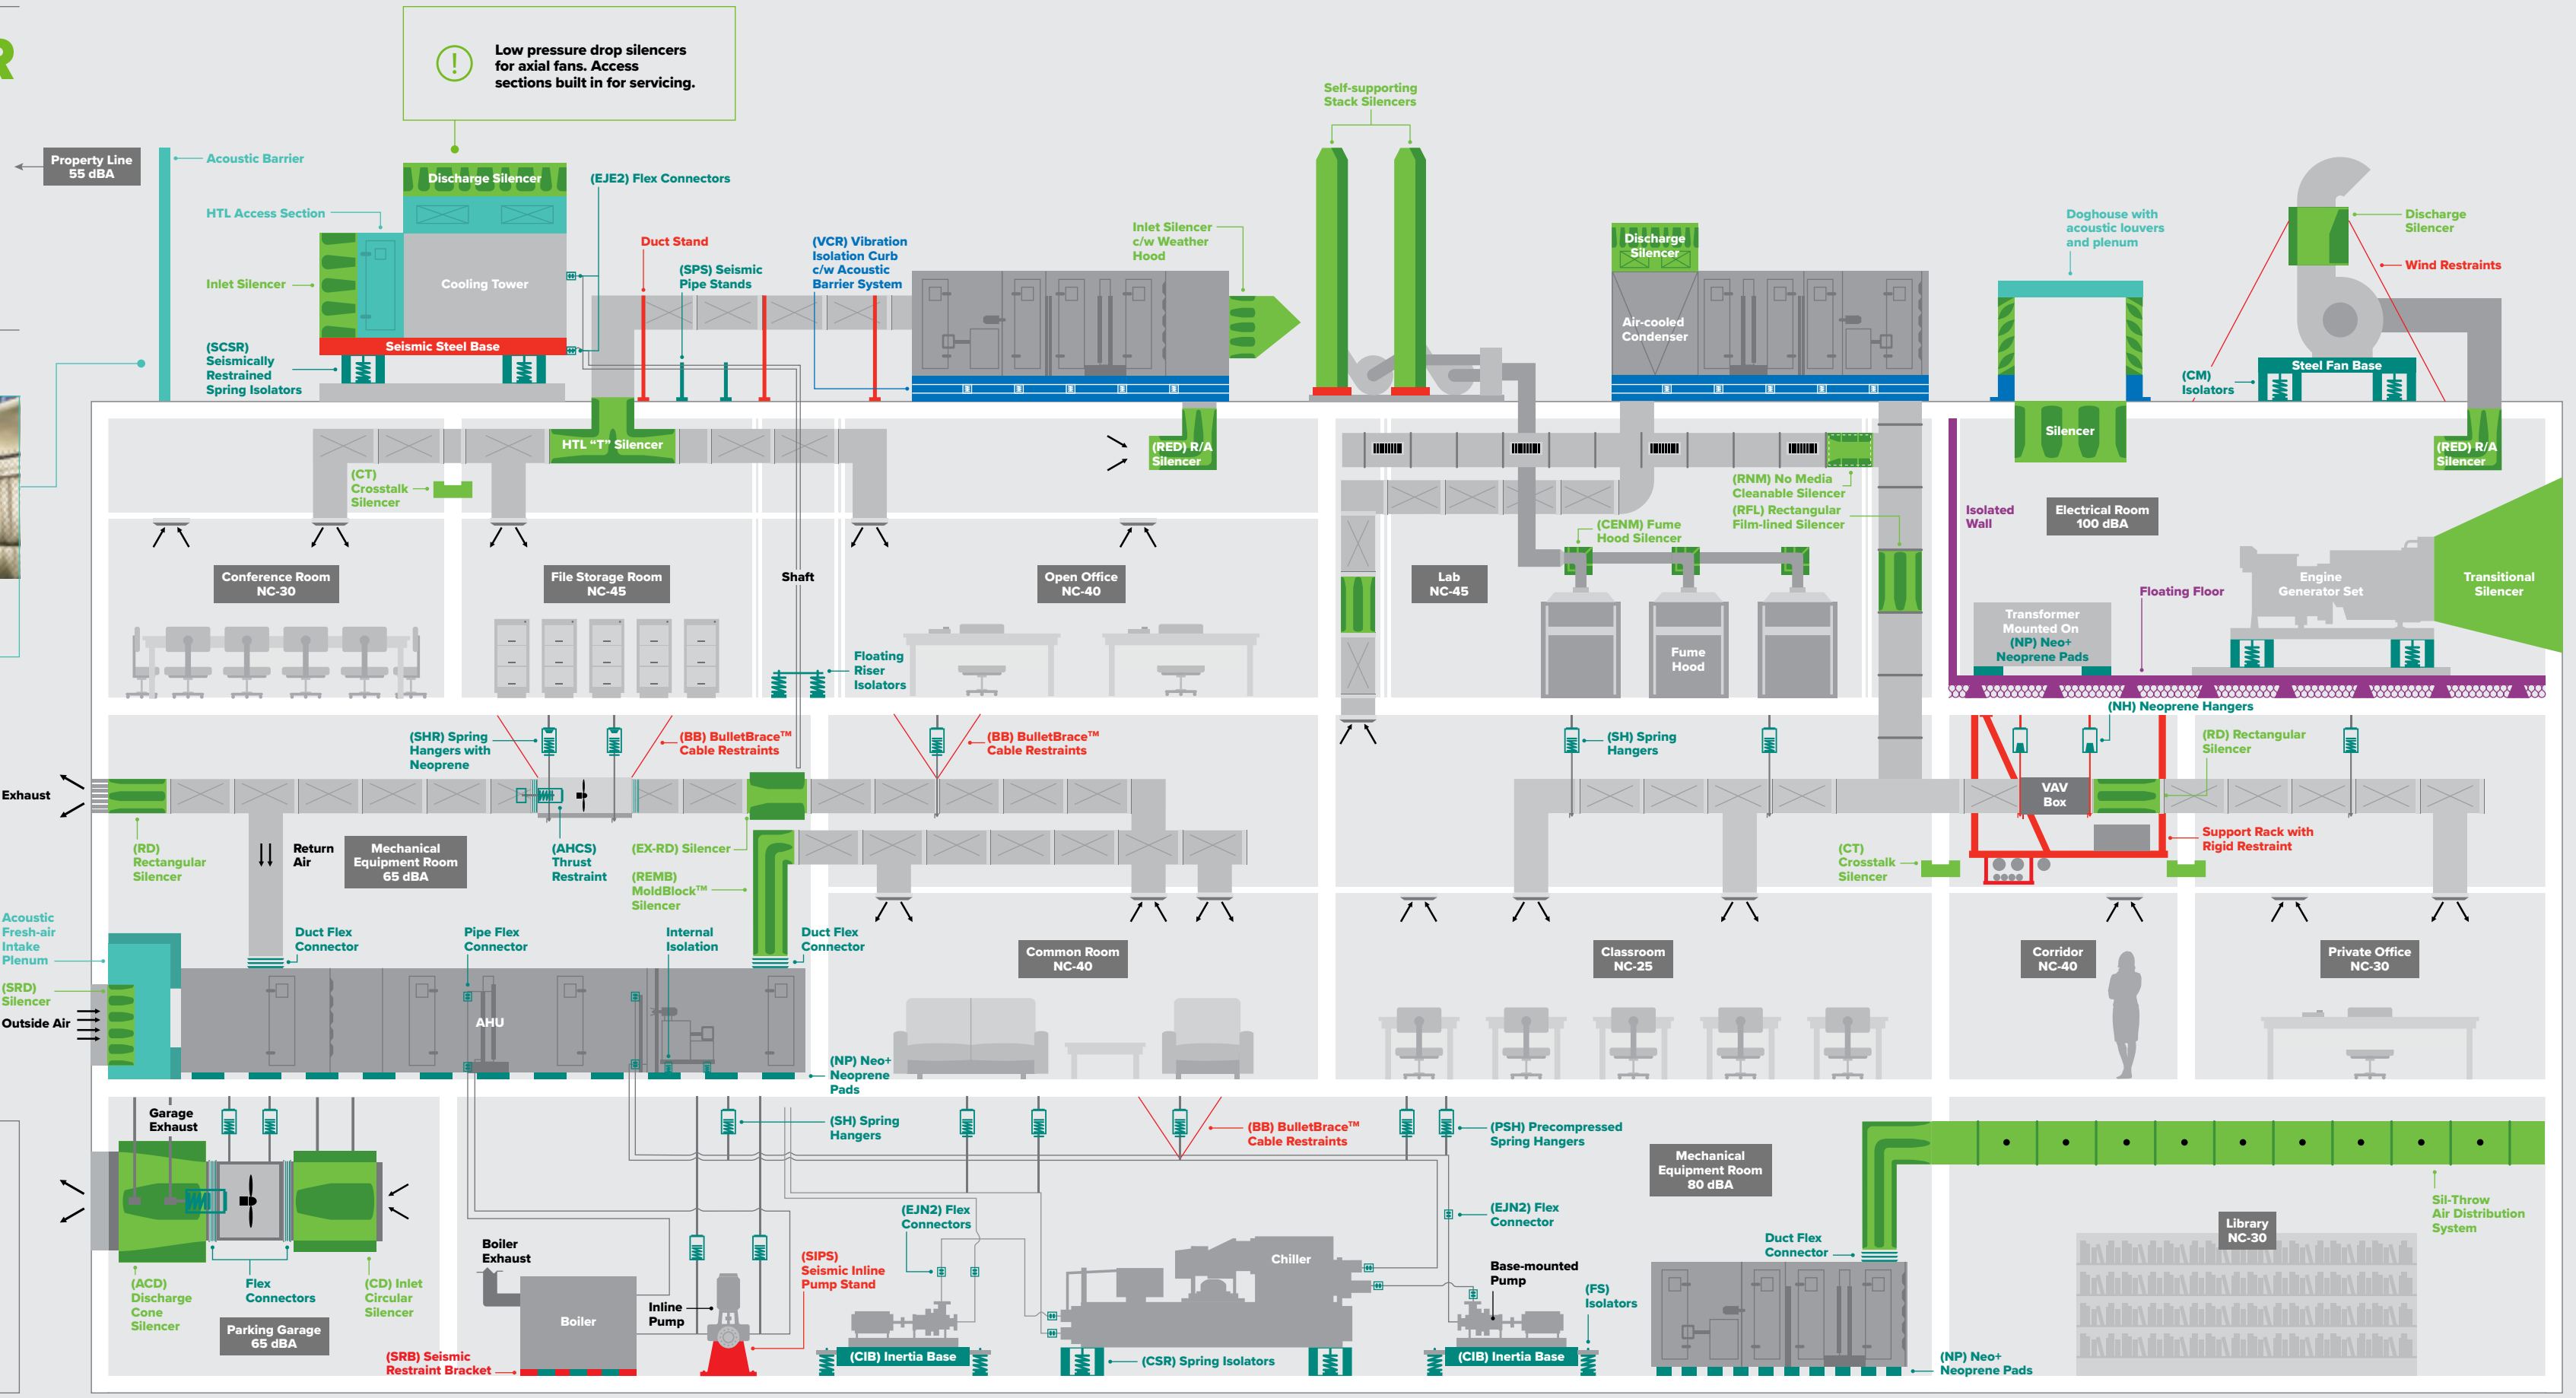 R
Low pressure drop silencers
for axial fans. Access
sections built in for servicing.
Self-supporting
Stack Silencers
Property Line
55 dBA
Acoustic Barrier
Discharge Silencer
(EJE2) Flex Connectors
HTL Access Section
Inlet Silencer
Cooling Tower
Seismic Steel Base
(SCSR)
Seismically
Restrained
Spring Isolators
Duct Stand
(SPS) Seismic
Pipe Stands
(VCR) Vibration
Isolation Curb
c/w Acoustic
Barrier System
Inlet Silencer
c/w Weather
Hood
Discharge
Silencer
Air-cooled
Condenser
Doghouse with
acoustic louvers
and plenum
Discharge
Silencer
Wind Restraints
(CM)
Isolators
Steel Fan Base
HTL “T” Silencer
(CT)
Crosstalk
Silencer
(RED) R/A
Silencer
(RNM) No Media
Cleanable Silencer
(RFL) Rectangular
Film-lined Silencer
(CENM) Fume
Hood Silencer
Silencer
(RED) R/A
Silencer
Isolated
Wall
Electrical Room
100 dBA
Conference Room
NC-30
File Storage Room
NC-45
Shaft
Open Office
NC-40
Lab
NC-45
Fume
Hood
Floating Floor
Engine
Generator Set
Transitional
Silencer
Transformer
Mounted On
(NP) Neo+
Neoprene Pads
Floating
Riser
Isolators
(NH) Neoprene Hangers
(SHR) Spring
Hangers with
Neoprene
(BB) BulletBrace™
Cable Restraints
(BB) BulletBrace™
Cable Restraints
(SH) Spring
Hangers
(RD) Rectangular
Silencer
Exhaust
VAV
Box
(RD)
Rectangular
Silencer
Return
Air
Mechanical
Equipment Room
65 dBA
(AHCS)
Thrust
Restraint
(EX-RD) Silencer
(REMB)
MoldBlock™
Silencer
(CT)
Crosstalk
Silencer
Support Rack with
Rigid Restraint
Acoustic
Fresh-air
Intake
Plenum
Duct Flex
Connector
Pipe Flex
Connector
Internal
Isolation
Duct Flex
Connector
Common Room
NC-40
Classroom
NC-25
Corridor
NC-40
Private Office
NC-30
(SRD)
Silencer
Outside Air
AHU
(NP) Neo+
Neoprene
Pads
Garage
Exhaust
(SH) Spring
Hangers
(BB) BulletBrace™
Cable Restraints
(PSH) Precompressed
Spring Hangers
Mechanical
Equipment Room
80 dBA
(EJN2) Flex
Connectors
(EJN2) Flex
Connector
Sil-Throw
Air Distribution
System
Library
NC-30
Boiler
Exhaust
(SIPS)
Seismic Inline
Pump Stand
Chiller
Duct Flex
Connector
Base-mounted
Pump
(FS)
Isolators
(ACD)
Discharge
Cone
Silencer
Flex
Connectors
(CD) Inlet
Circular
Silencer
Parking Garage
65 dBA
Inline
Pump
Boiler
(SRB) Seismic
Restraint Bracket
(CIB) Inertia Base
(CSR) Spring Isolators
(CIB) Inertia Base
(NP) Neo+
Neoprene Pads